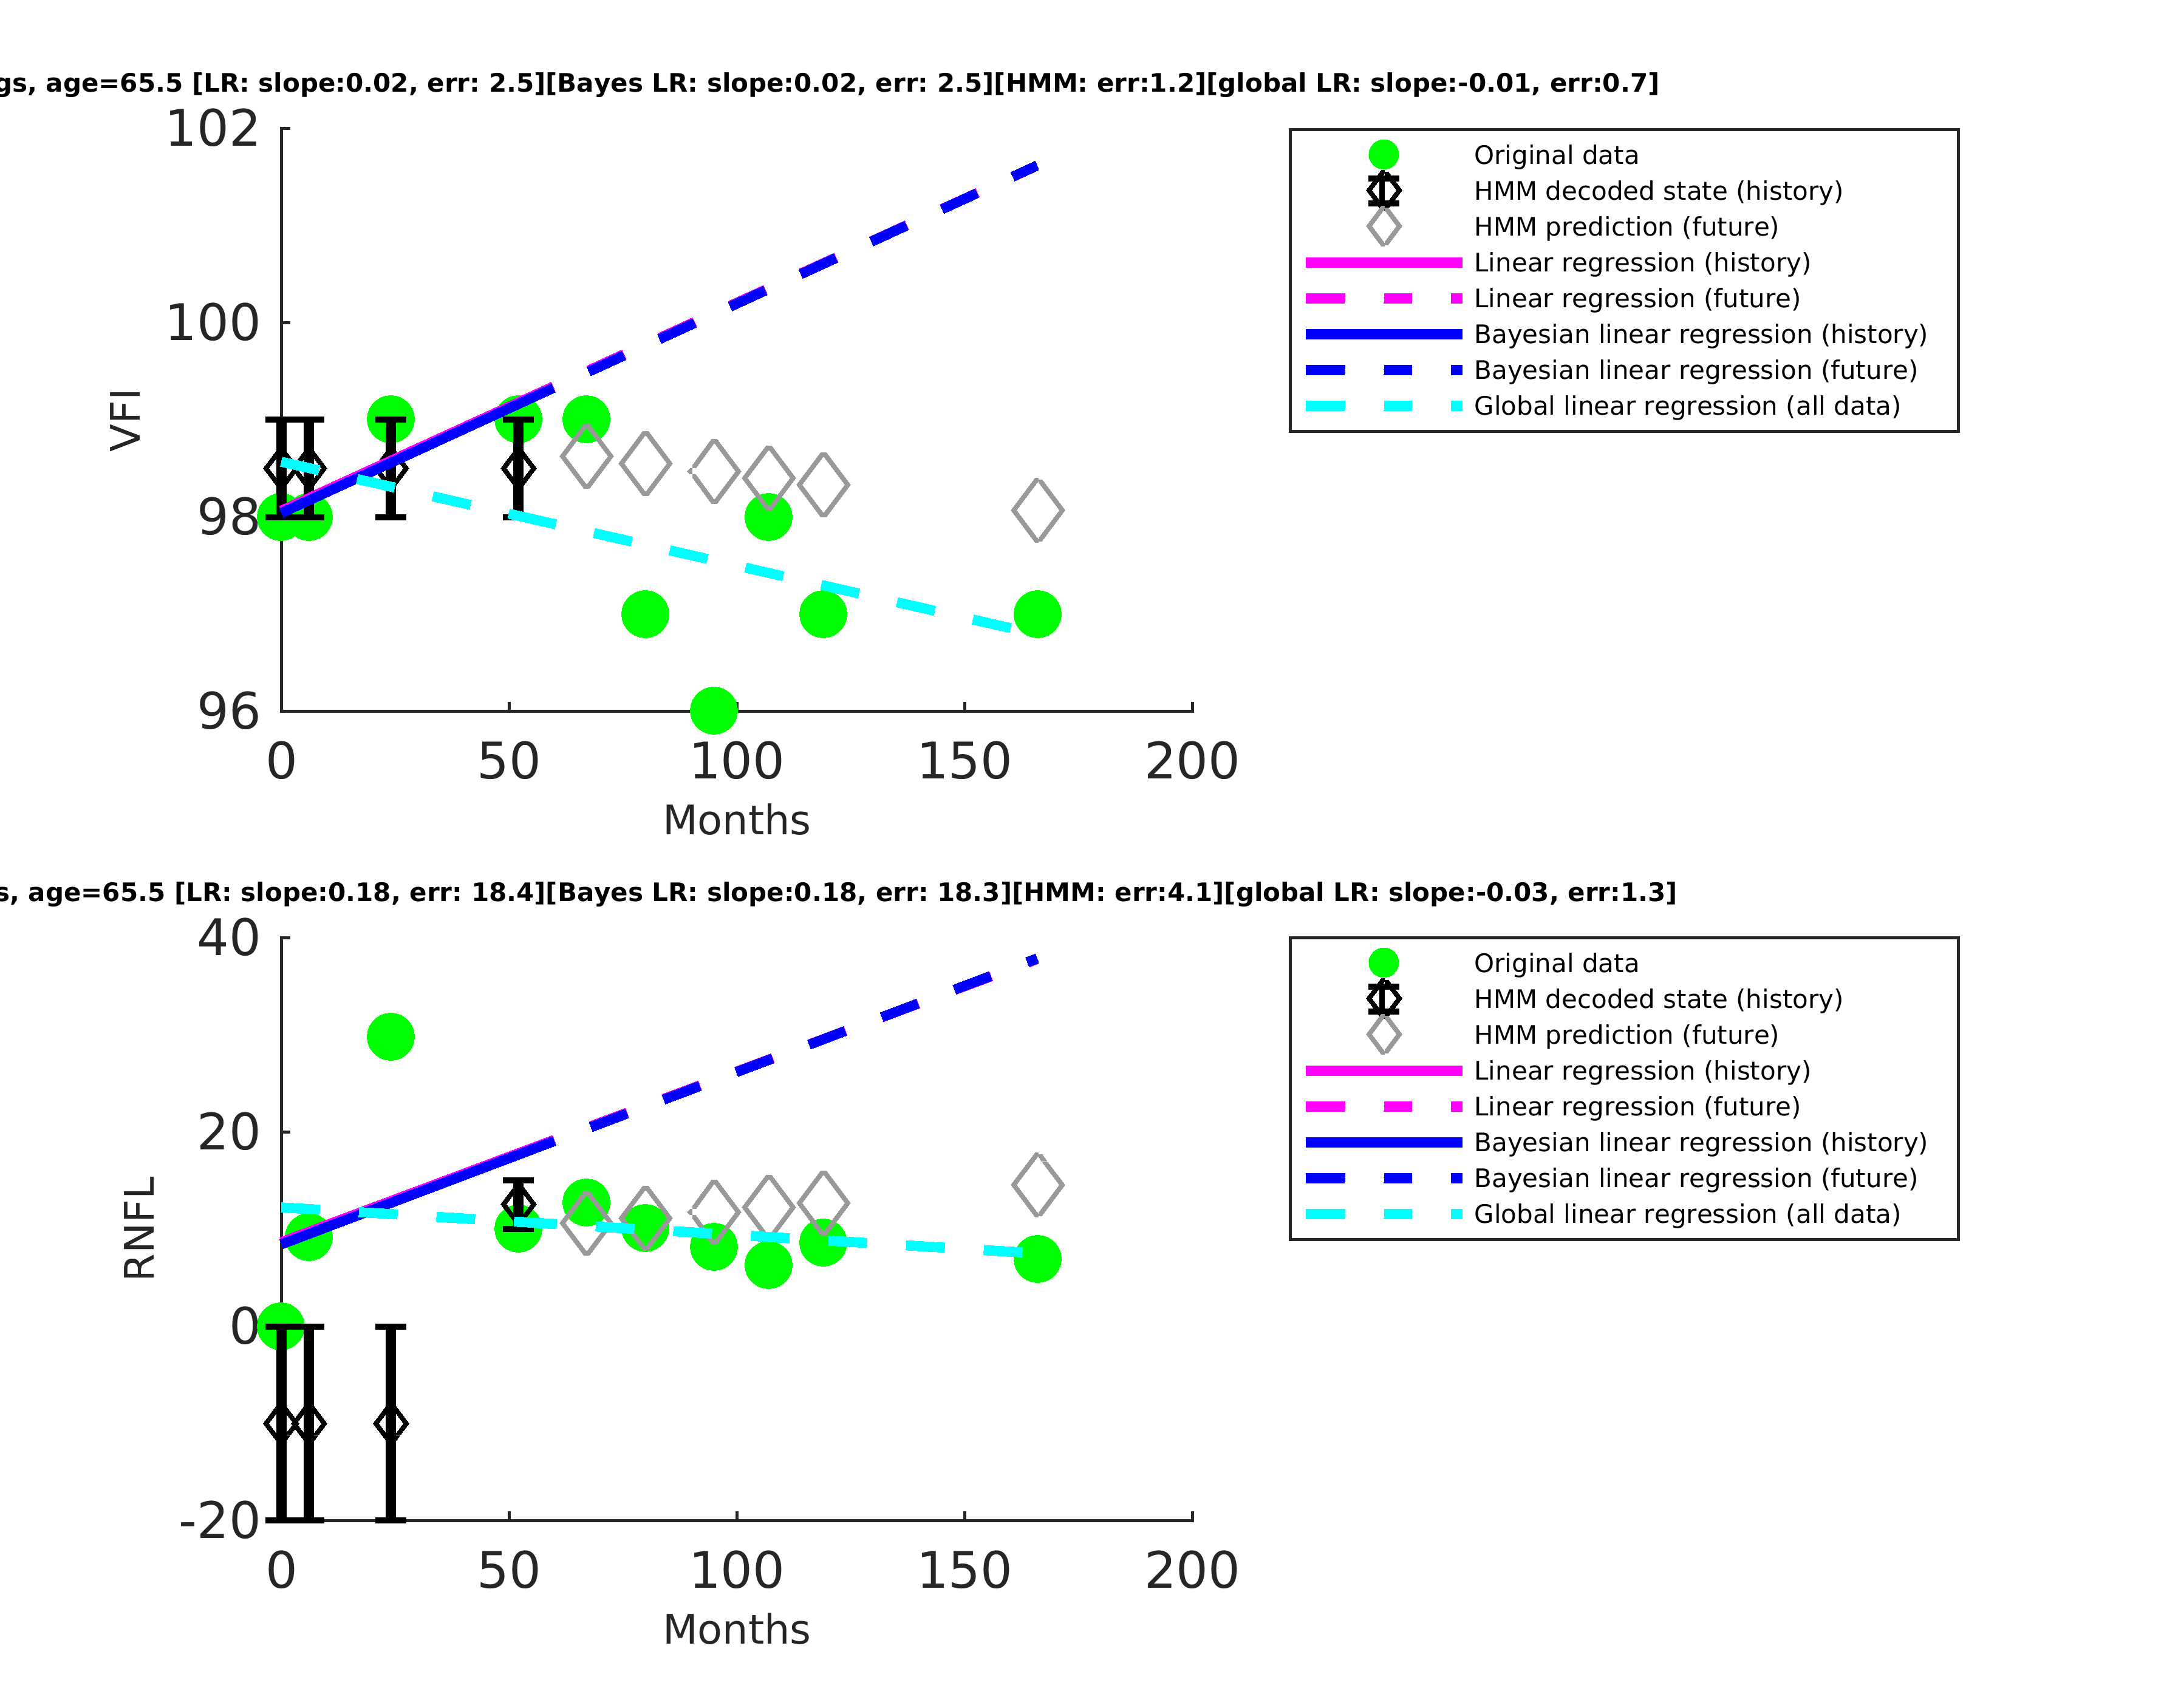 gs, age=65.5 [LR: slope:0.02, err: 2.5][Bayes LR: slope:0.02, err: 2.5][HMM: err:1.2][global LR: slope:-0.01, err:0.7]
102
100
98
96
VFI
0 50 100 150 200
Months
Original data
HMM decoded state (history)
HMM prediction (future)
Linear regression (history)
Linear regression (future)
Bayesian linear regression (history)
Bayesian linear regression (future)
Global linear regression (all data)
s, age=65.5 [LR: slope:0.18, err: 18.4][Bayes LR: slope:0.18, err: 18.3][HMM: err:4.1][global LR: slope:-0.03, err:1.3]
40
20
0
-20
RNFL
0 50 100 150 200
Months
Original data
HMM decoded state (history)
HMM prediction (future)
Linear regression (history)
Linear regression (future)
Bayesian linear regression (history)
Bayesian linear regression (future)
Global linear regression (all data)